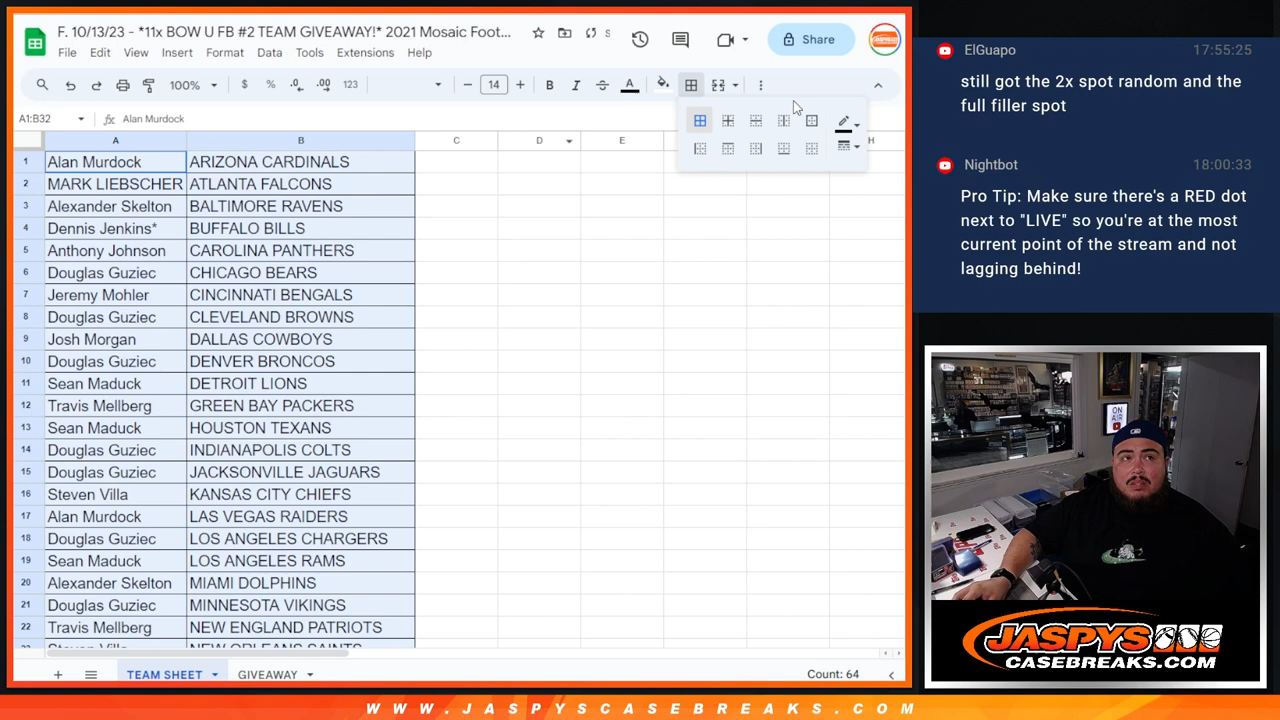 F. 10/13/23 - *11x BOW U FB #2 TEAM GIVEAWAY!* 2021 Mosaic Foot... S
Share
File Edit View Insert Format Data Tools Extensions Help
100% $ % .0 .00 123 14 B I S A
A1:B32 fx Alan Murdock
A B C D E H
1 Alan Murdock ARIZONA CARDINALS
2 MARK LIEBSCHER ATLANTA FALCONS
3 Alexander Skelton BALTIMORE RAVENS
4 Dennis Jenkins* BUFFALO BILLS
5 Anthony Johnson CAROLINA PANTHERS
6 Douglas Guziec CHICAGO BEARS
7 Jeremy Mohler CINCINNATI BENGALS
8 Douglas Guziec CLEVELAND BROWNS
9 Josh Morgan DALLAS COWBOYS
10 Douglas Guziec DENVER BRONCOS
11 Sean Maduck DETROIT LIONS
12 Travis Mellberg GREEN BAY PACKERS
13 Sean Maduck HOUSTON TEXANS
14 Douglas Guziec INDIANAPOLIS COLTS
15 Douglas Guziec JACKSONVILLE JAGUARS
16 Steven Villa KANSAS CITY CHIEFS
17 Alan Murdock LAS VEGAS RAIDERS
18 Douglas Guziec LOS ANGELES CHARGERS
19 Sean Maduck LOS ANGELES RAMS
20 Alexander Skelton MIAMI DOLPHINS
21 Douglas Guziec MINNESOTA VIKINGS
22 Travis Mellberg NEW ENGLAND PATRIOTS
Steven Villa NEW ORLEANS SAINTS
TEAM SHEET GIVEAWAY Count: 64
ElGuapo 17:55:25
still got the 2x spot random and the
full filler spot
Nightbot 18:00:33
Pro Tip: Make sure there's a RED dot
next to "LIVE" so you're at the most
current point of the stream and not
lagging behind!
ON
AIR
JASPYS
CASEBREAKS.COM
WWW.JASPYSCASEBREAKS.COM